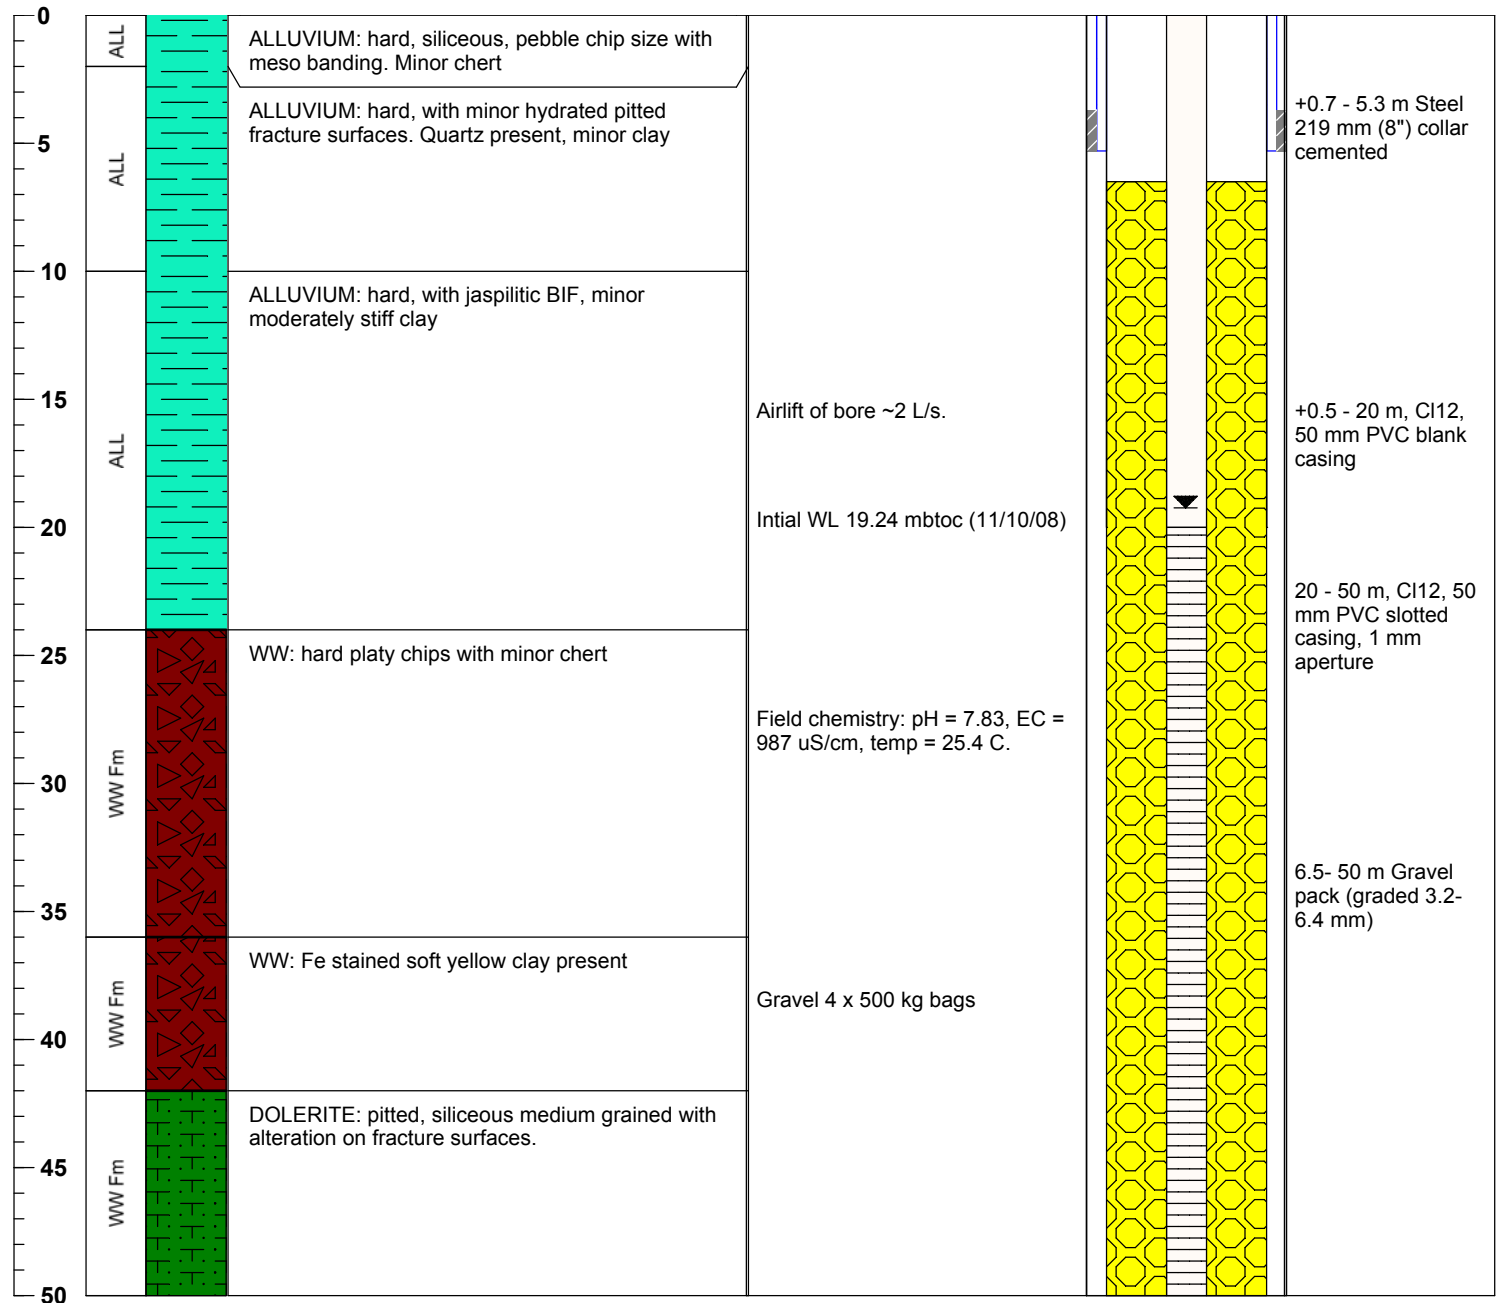 0
ALL
ALLUVIUM: hard, siliceous, pebble chip size with
meso banding. Minor chert
ALL
ALLUVIUM: hard, with minor hydrated pitted
fracture surfaces. Quartz present, minor clay
+0.7 - 5.3 m Steel
219 mm (8") collar
cemented
5
10
ALL
ALLUVIUM: hard, with jaspilitic BIF, minor
moderately stiff clay
15
Airlift of bore ~2 L/s.
+0.5 - 20 m, Cl12,
50 mm PVC blank
casing
20
Intial WL 19.24 mbtoc (11/10/08)
20 - 50 m, Cl12, 50
mm PVC slotted
casing, 1 mm
aperture
25
WW Fm
WW: hard platy chips with minor chert
Field chemistry: pH = 7.83, EC =
987 uS/cm, temp = 25.4 C.
30
35
6.5- 50 m Gravel
pack (graded 3.2-
6.4 mm)
WW Fm
WW: Fe stained soft yellow clay present
Gravel 4 x 500 kg bags
40
WW Fm
DOLERITE: pitted, siliceous medium grained with
alteration on fracture surfaces.
45
50